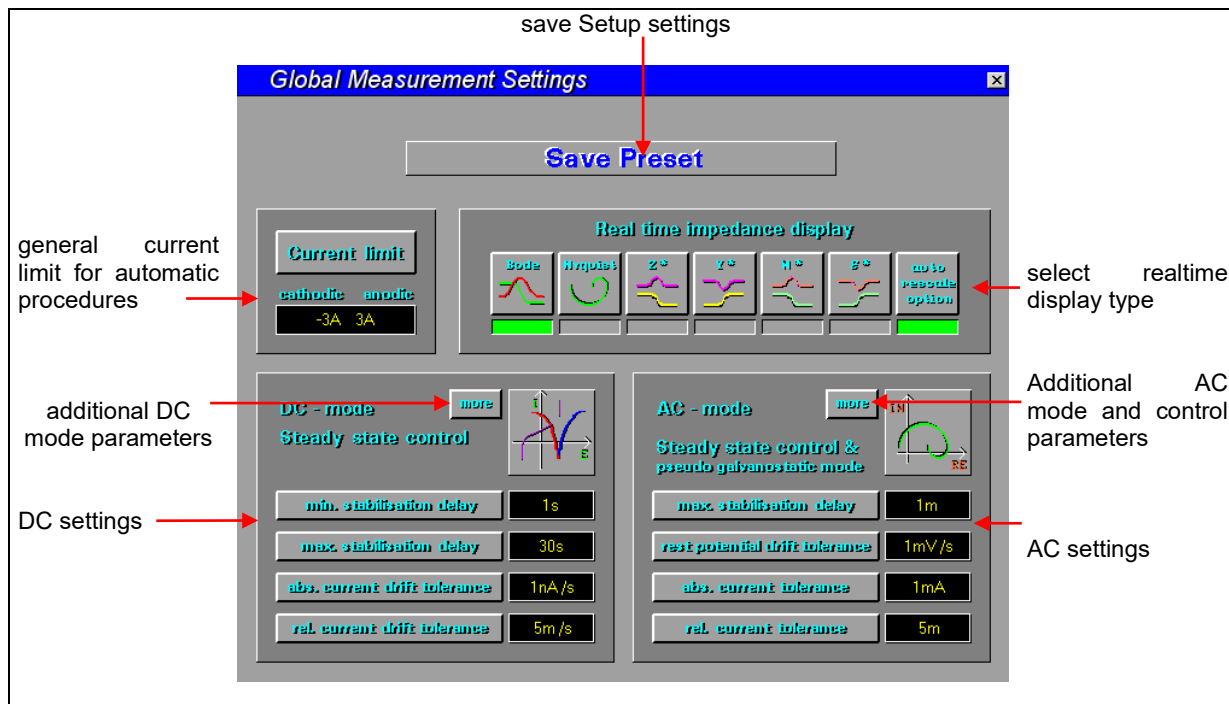 save Setup settings
Global Measurement Settings
Save Preset
general current
limit for automatic
procedures
Current limit
cathodic anodic
-3A 3A
Real time impedance display
Bode
Nyquist
Z*
Y*
M*
E*
auto
rescale
option
select realtime
display type
additional DC
mode parameters
DC - mode
more
Steady state control
i
E
AC - mode
more
Steady state control &
pseudo galvanostatic mode
IM
RE
Additional AC
mode and control
parameters
DC settings
min. stabilisation delay 1s
max. stabilisation delay 30s
abs. current drift tolerance 1nA/s
rel. current drift tolerance 5m/s
max. stabilisation delay 1m
rest potential drift tolerance 1mV/s
abs. current tolerance 1mA
rel. current tolerance 5m
AC settings